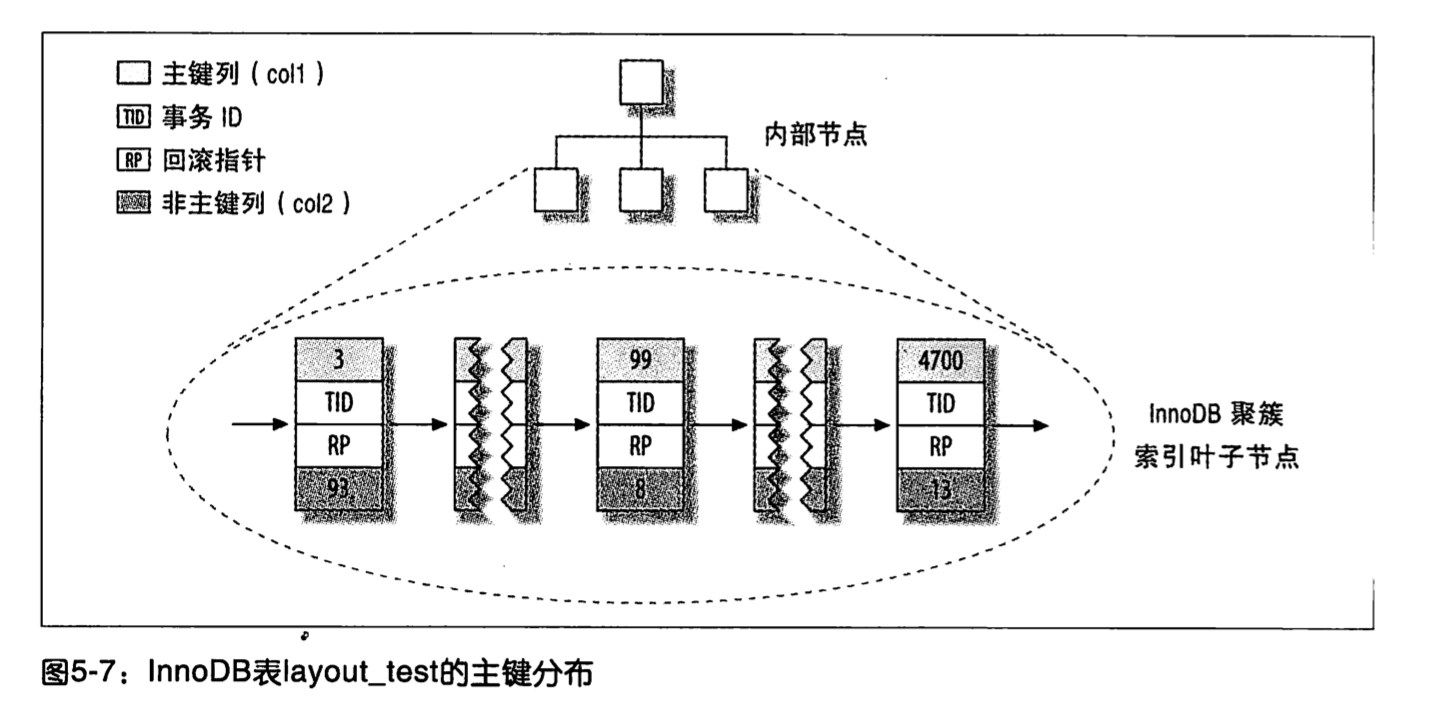 主键列（col1）
TID 事务 ID
RP 回滚指针
非主键列（col2）
内部节点
3
99
4700
TID
TID
TID
RP
RP
RP
93
8
13
InnoDB 聚簇
索引叶子节点
图5-7：InnoDB表layout_test的主键分布